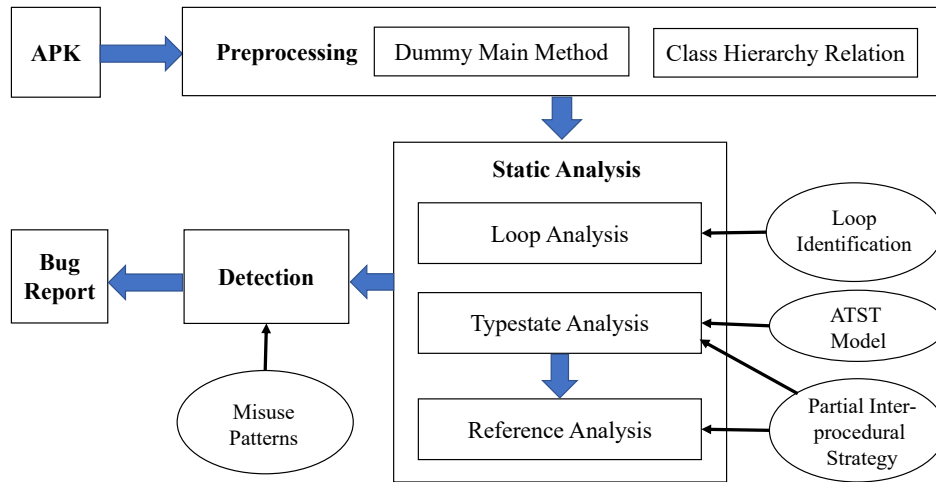 APK
Preprocessing
Dummy Main Method
Class Hierarchy Relation
Static Analysis
Loop Analysis
Loop
Identification
Bug
Report
Detection
Typestate Analysis
ATST
Model
Misuse
Patterns
Reference Analysis
Partial Inter-
procedural
Strategy